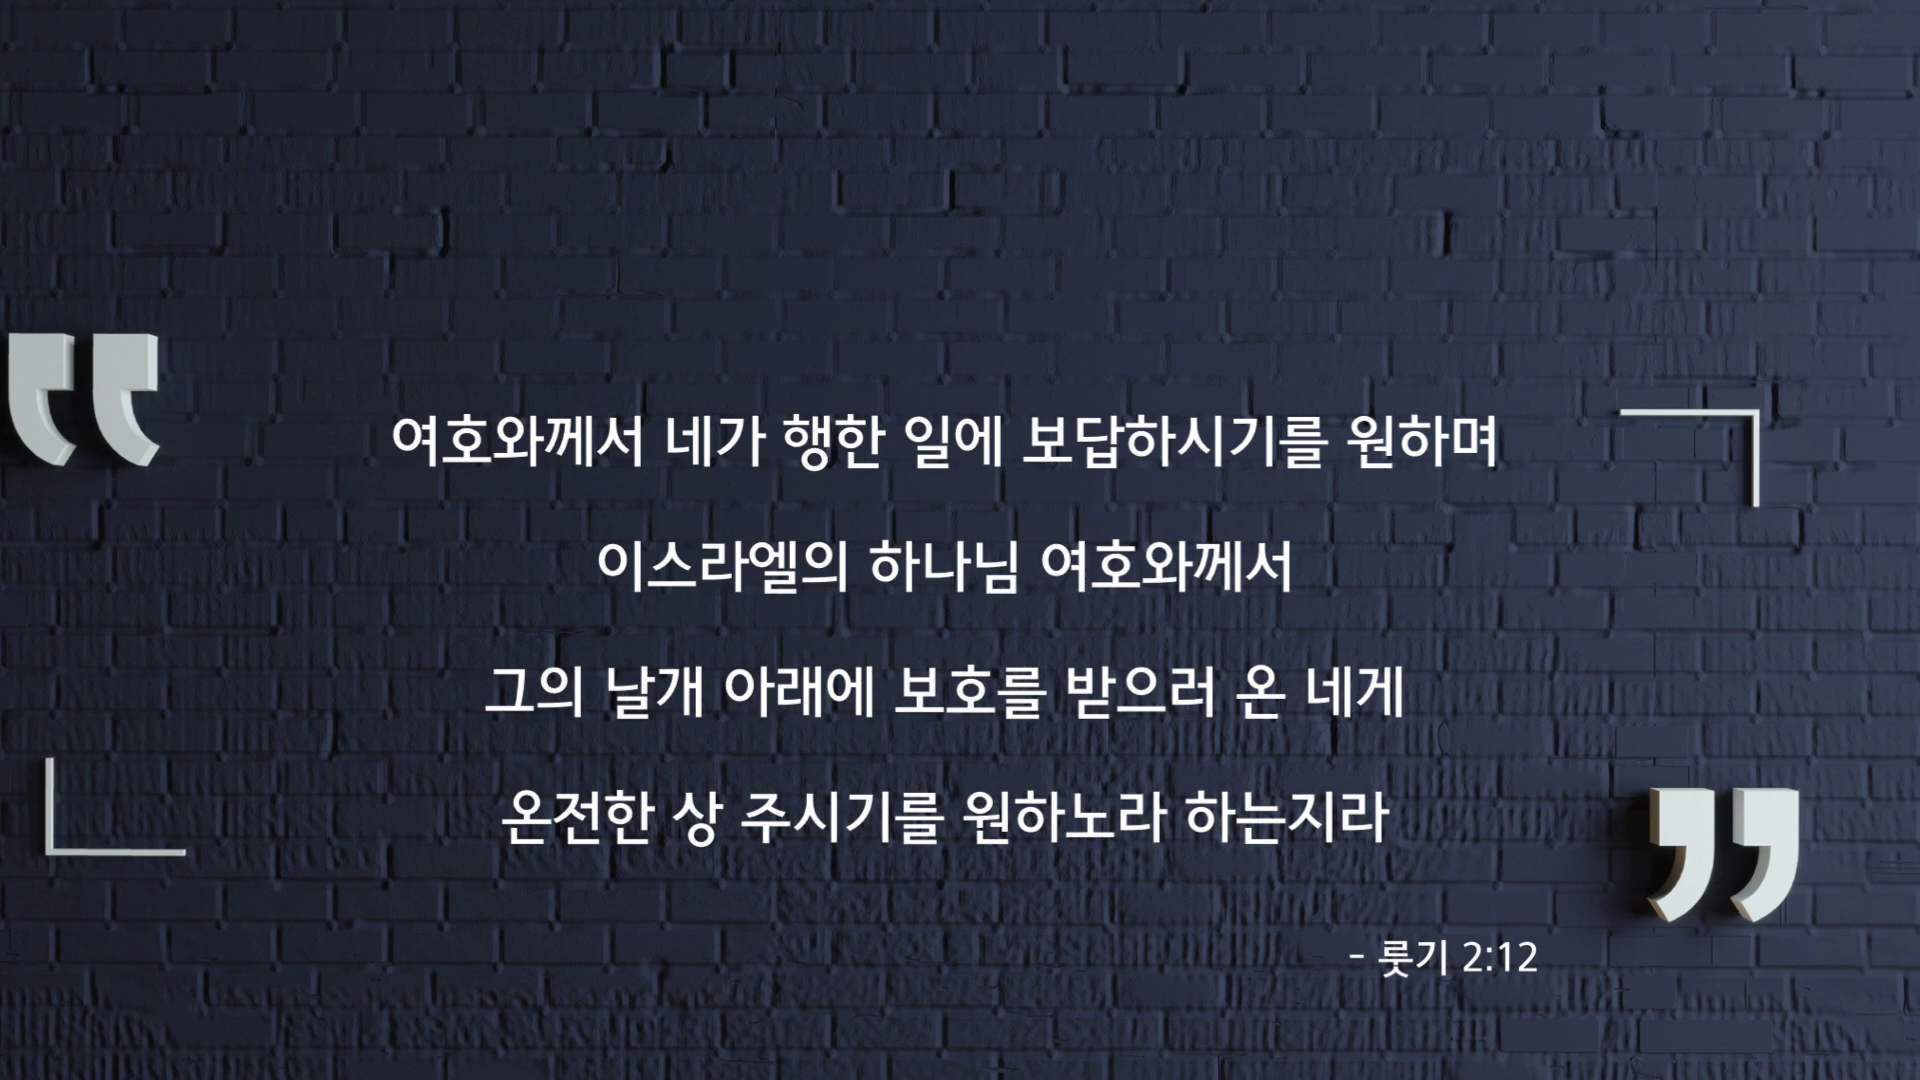 여호와께서 네가 행한 일에 보답하시기를 원하며
이스라엘의 하나님 여호와께서
그의 날개 아래에 보호를 받으러 온 네게
온전한 상 주시기를 원하노라 하는지라
- 룻기 2:12